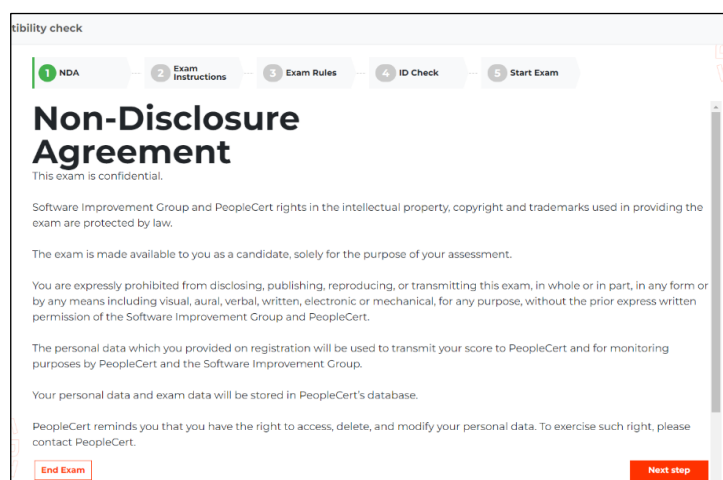 tibility check
1 NDA
2 Exam Instructions
3 Exam Rules
4 ID Check
5 Start Exam
Non-Disclosure
Agreement
This exam is confidential.
Software Improvement Group and PeopleCert rights in the intellectual property, copyright and trademarks used in providing the
exam are protected by law.
The exam is made available to you as a candidate, solely for the purpose of your assessment.
You are expressly prohibited from disclosing, publishing, reproducing, or transmitting this exam, in whole or in part, in any form or
by any means including visual, aural, verbal, written, electronic or mechanical, for any purpose, without the prior express written
permission of the Software Improvement Group and PeopleCert.
The personal data which you provided on registration will be used to transmit your score to PeopleCert and for monitoring
purposes by PeopleCert and the Software Improvement Group.
Your personal data and exam data will be stored in PeopleCert's database.
PeopleCert reminds you that you have the right to access, delete, and modify your personal data. To exercise such right, please
contact PeopleCert.
End Exam
Next step